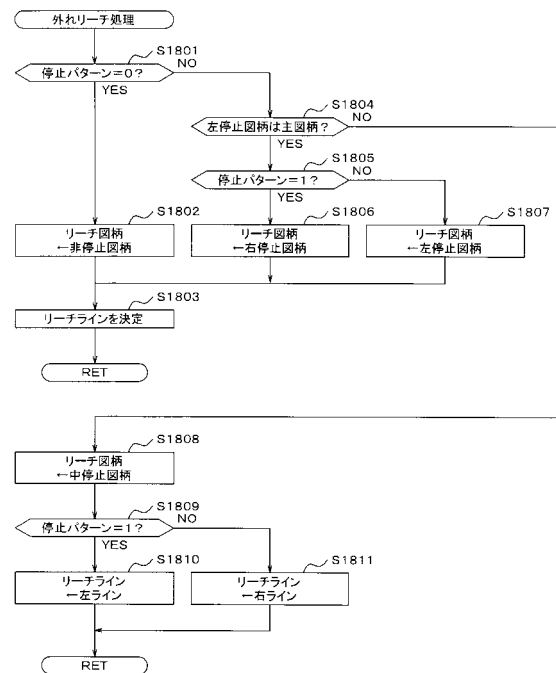 外れリーチ処理
S1801
停止パターン=0?
NO
YES
S1804
左停止図柄は主図柄?
NO
YES
S1805
停止パターン=1?
NO
YES
S1802
リーチ図柄
←非停止図柄
S1806
リーチ図柄
←右停止図柄
S1807
リーチ図柄
←左停止図柄
S1803
リーチラインを決定
RET
S1808
リーチ図柄
←中停止図柄
S1809
停止パターン=1?
NO
YES
S1810
リーチライン
←左ライン
S1811
リーチライン
←右ライン
RET